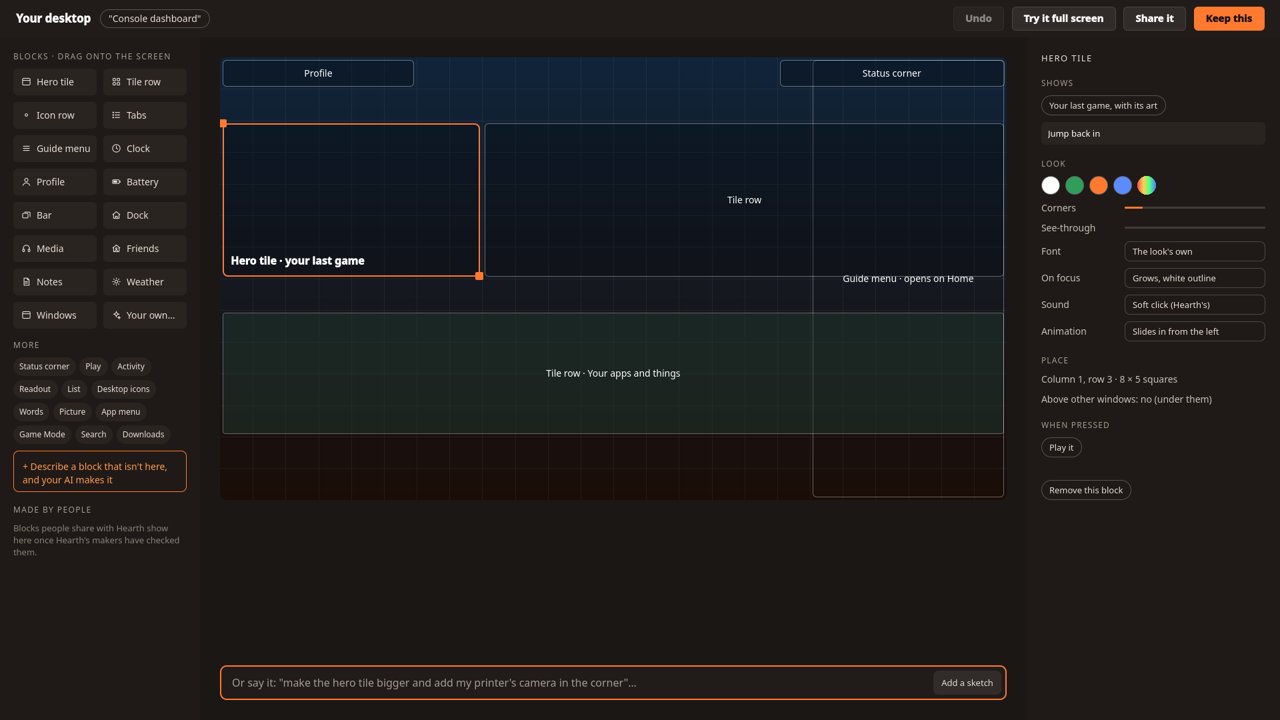 Your desktop
"Console dashboard"
Undo
Try it full screen
Share it
Keep this
BLOCKS · DRAG ONTO THE SCREEN
Hero tile
Tile row
Icon row
Tabs
Guide menu
Clock
Profile
Battery
Bar
Dock
Media
Friends
Notes
Weather
Windows
Your own...
MORE
Status corner
Play
Activity
Readout
List
Desktop icons
Words
Picture
App menu
Game Mode
Search
Downloads
+ Describe a block that isn't here,
and your AI makes it
MADE BY PEOPLE
Blocks people share with Hearth show
here once Hearth's makers have checked
them.
Profile
Status corner
Tile row
Hero tile · your last game
Guide menu · opens on Home
Tile row · Your apps and things
Or say it: "make the hero tile bigger and add my printer's camera in the corner"...
Add a sketch
HERO TILE
SHOWS
Your last game, with its art
Jump back in
LOOK
Corners
See-through
Font
The look's own
On focus
Grows, white outline
Sound
Soft click (Hearth's)
Animation
Slides in from the left
PLACE
Column 1, row 3 · 8 × 5 squares
Above other windows: no (under them)
WHEN PRESSED
Play it
Remove this block